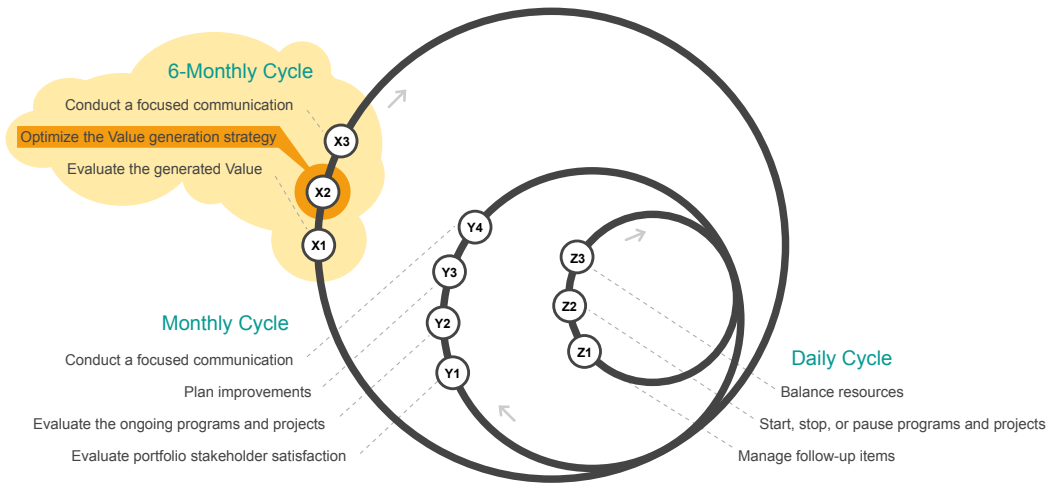 6-Monthly Cycle
Conduct a focused communication
Optimize the Value generation strategy
Evaluate the generated Value
X3
X2
X1
Monthly Cycle
Conduct a focused communication
Plan improvements
Evaluate the ongoing programs and projects
Evaluate portfolio stakeholder satisfaction
Y4
Y3
Y2
Y1
Z3
Z2
Z1
Daily Cycle
Balance resources
Start, stop, or pause programs and projects
Manage follow-up items